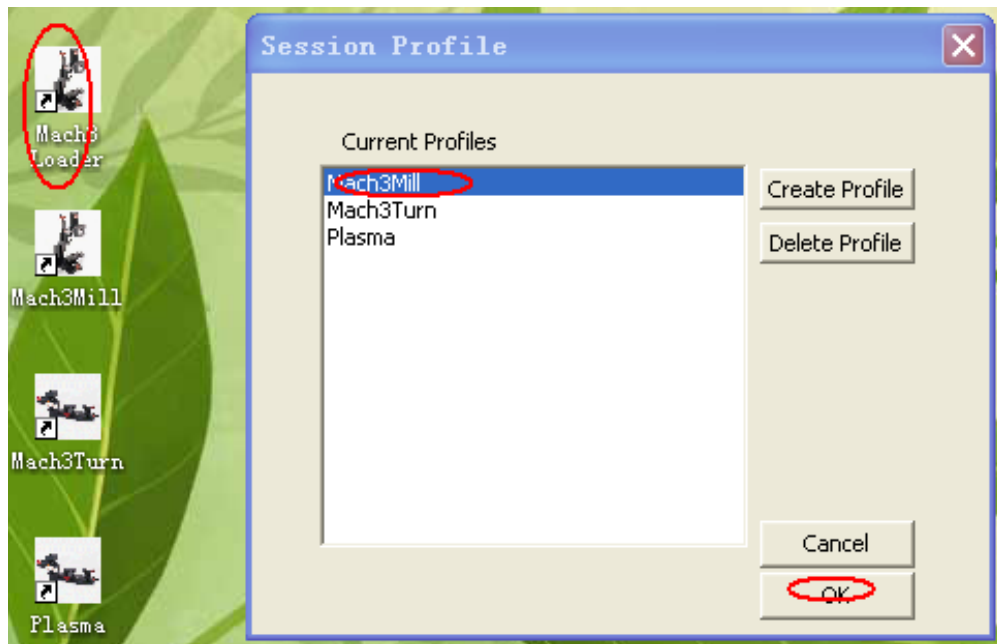 Mach3
Loader
Mach3Mill
Mach3Turn
Plasma
Session Profile
Current Profiles
Mach3Mill
Mach3Turn
Plasma
Create Profile
Delete Profile
Cancel
OK